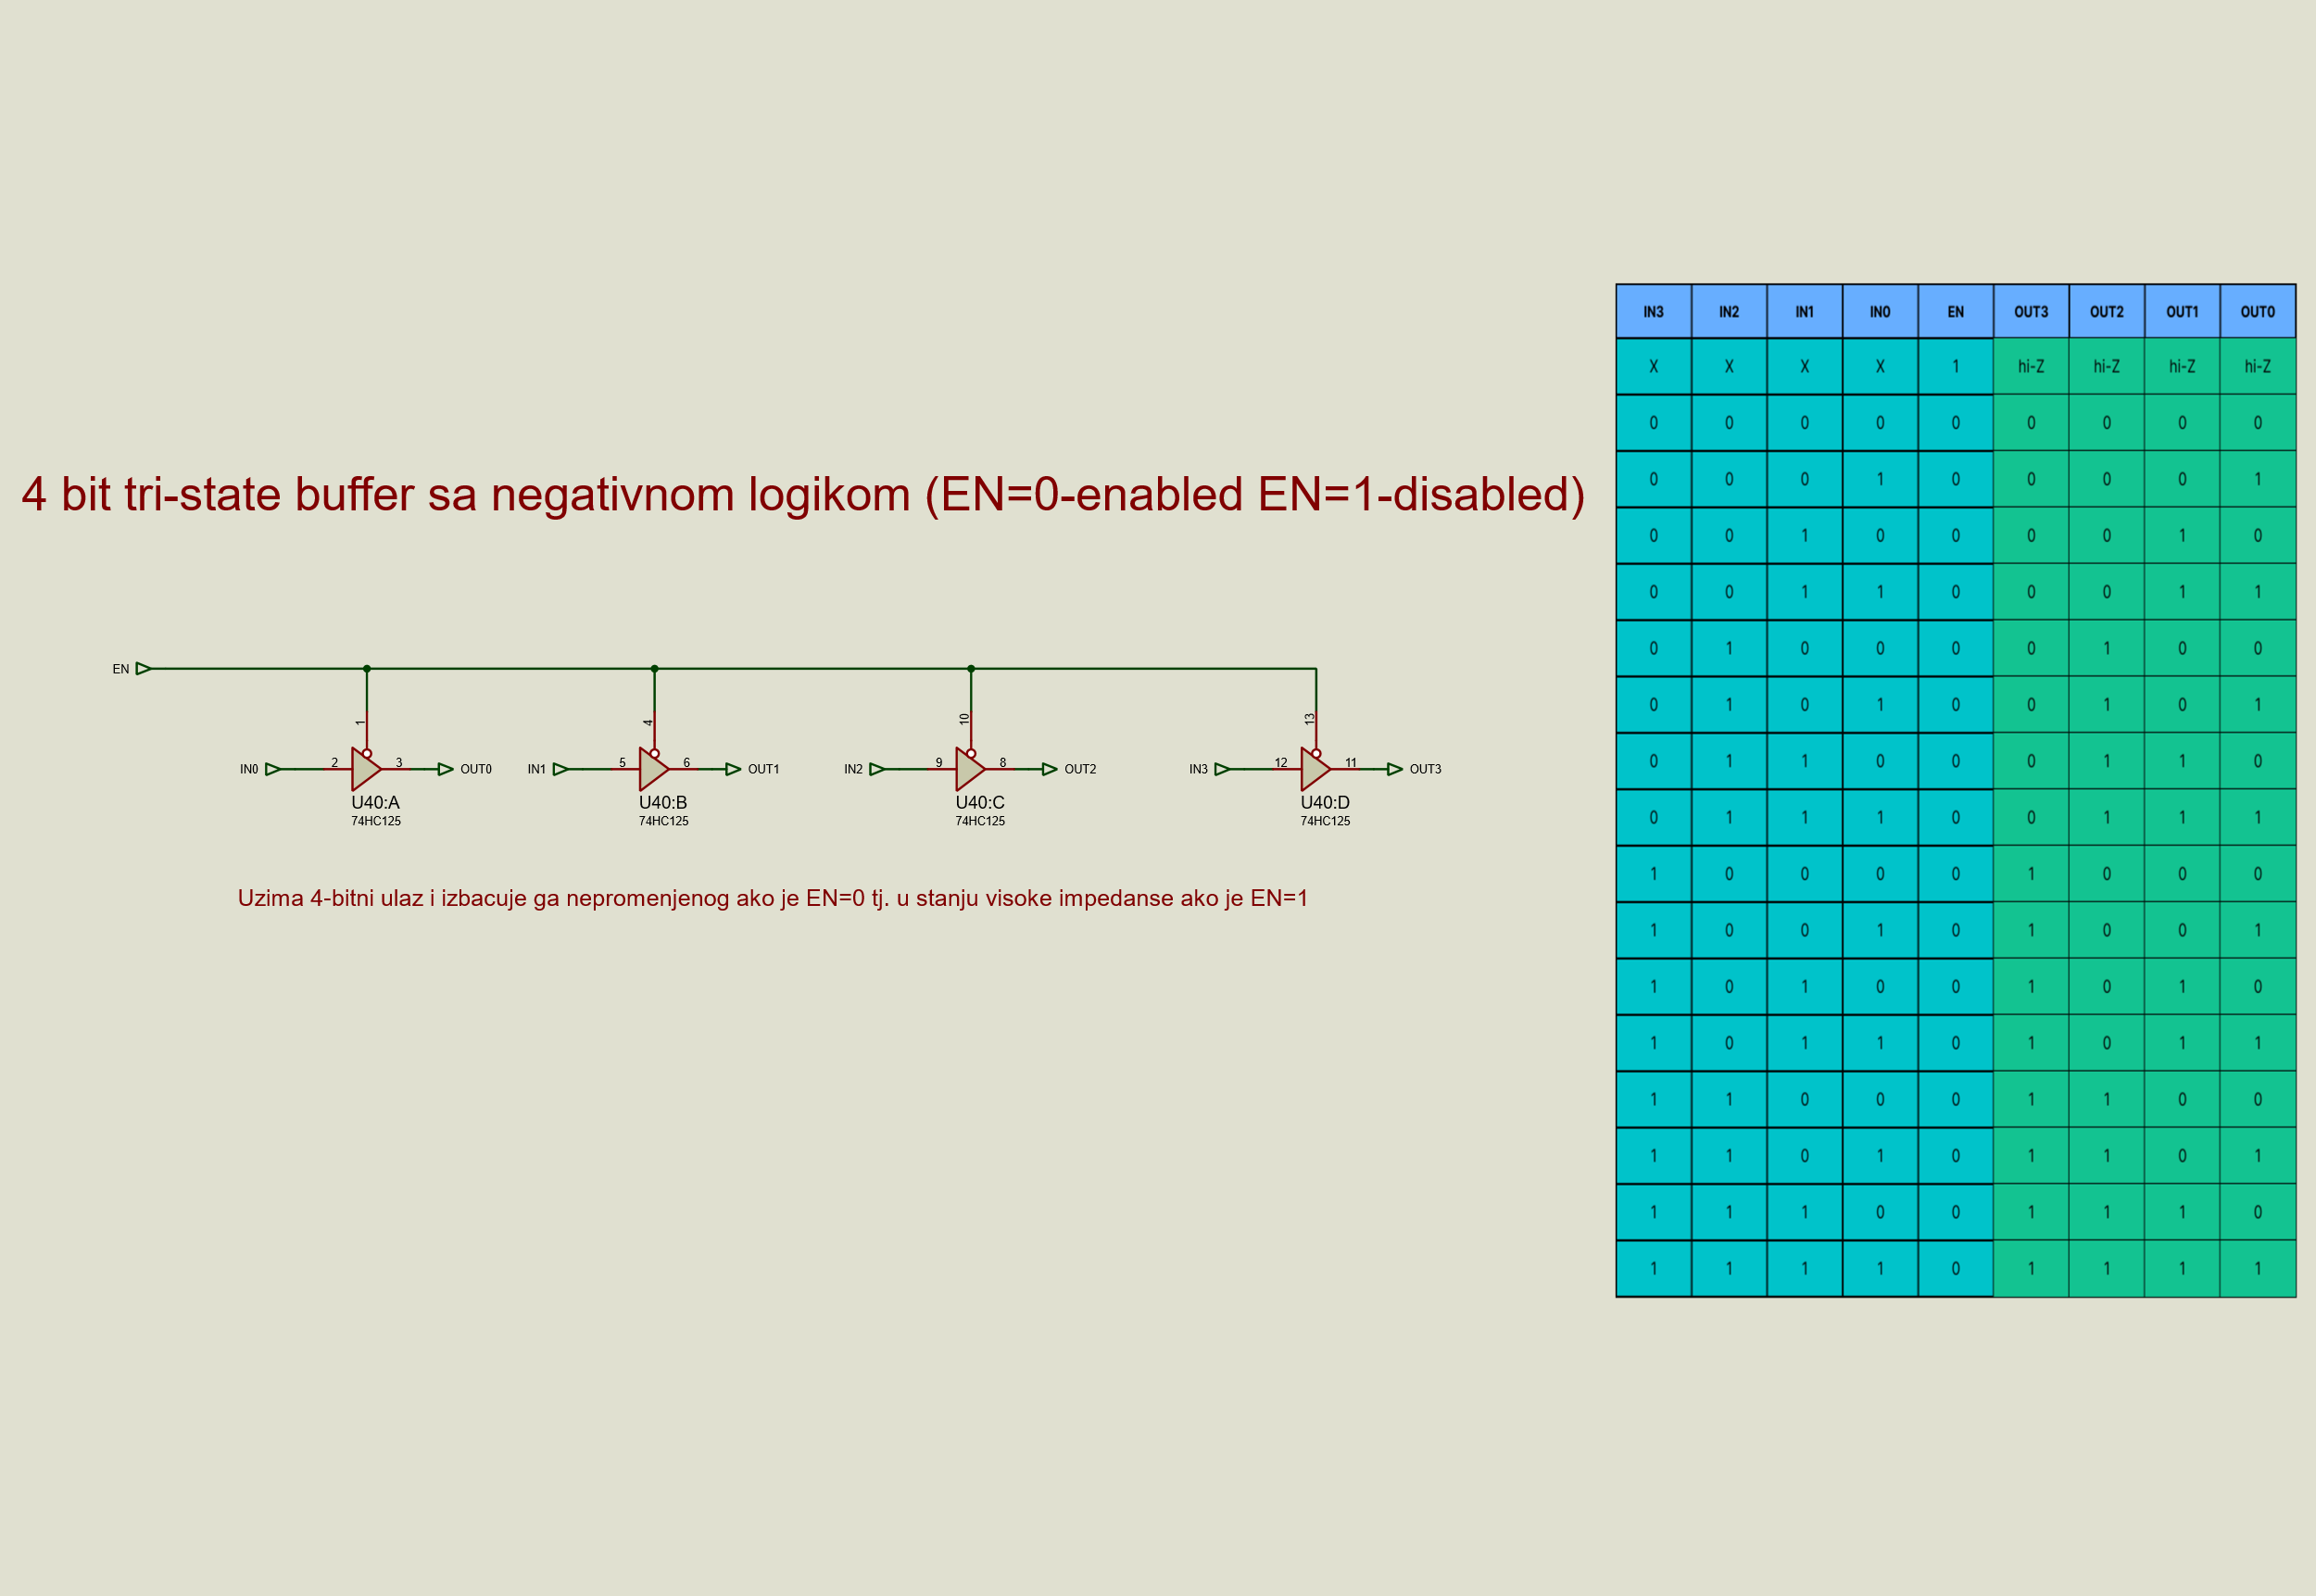 4 bit tri-state buffer sa negativnom logikom (EN=0-enabled EN=1-disabled)
EN
1 4 10 13
IN0 2 3 OUT0 IN1 5 6 OUT1 IN2 9 8 OUT2 IN3 12 11 OUT3
U40:A U40:B U40:C U40:D
74HC125 74HC125 74HC125 74HC125
Uzima 4-bitni ulaz i izbacuje ga nepromenjenog ako je EN=0 tj. u stanju visoke impedanse ako je EN=1
IN3 IN2 IN1 IN0 EN OUT3 OUT2 OUT1 OUT0
X X X X 1 hi-Z hi-Z hi-Z hi-Z
0 0 0 0 0 0 0 0 0
0 0 0 1 0 0 0 0 1
0 0 1 0 0 0 0 1 0
0 0 1 1 0 0 0 1 1
0 1 0 0 0 0 1 0 0
0 1 0 1 0 0 1 0 1
0 1 1 0 0 0 1 1 0
0 1 1 1 0 0 1 1 1
1 0 0 0 0 1 0 0 0
1 0 0 1 0 1 0 0 1
1 0 1 0 0 1 0 1 0
1 0 1 1 0 1 0 1 1
1 1 0 0 0 1 1 0 0
1 1 0 1 0 1 1 0 1
1 1 1 0 0 1 1 1 0
1 1 1 1 0 1 1 1 1